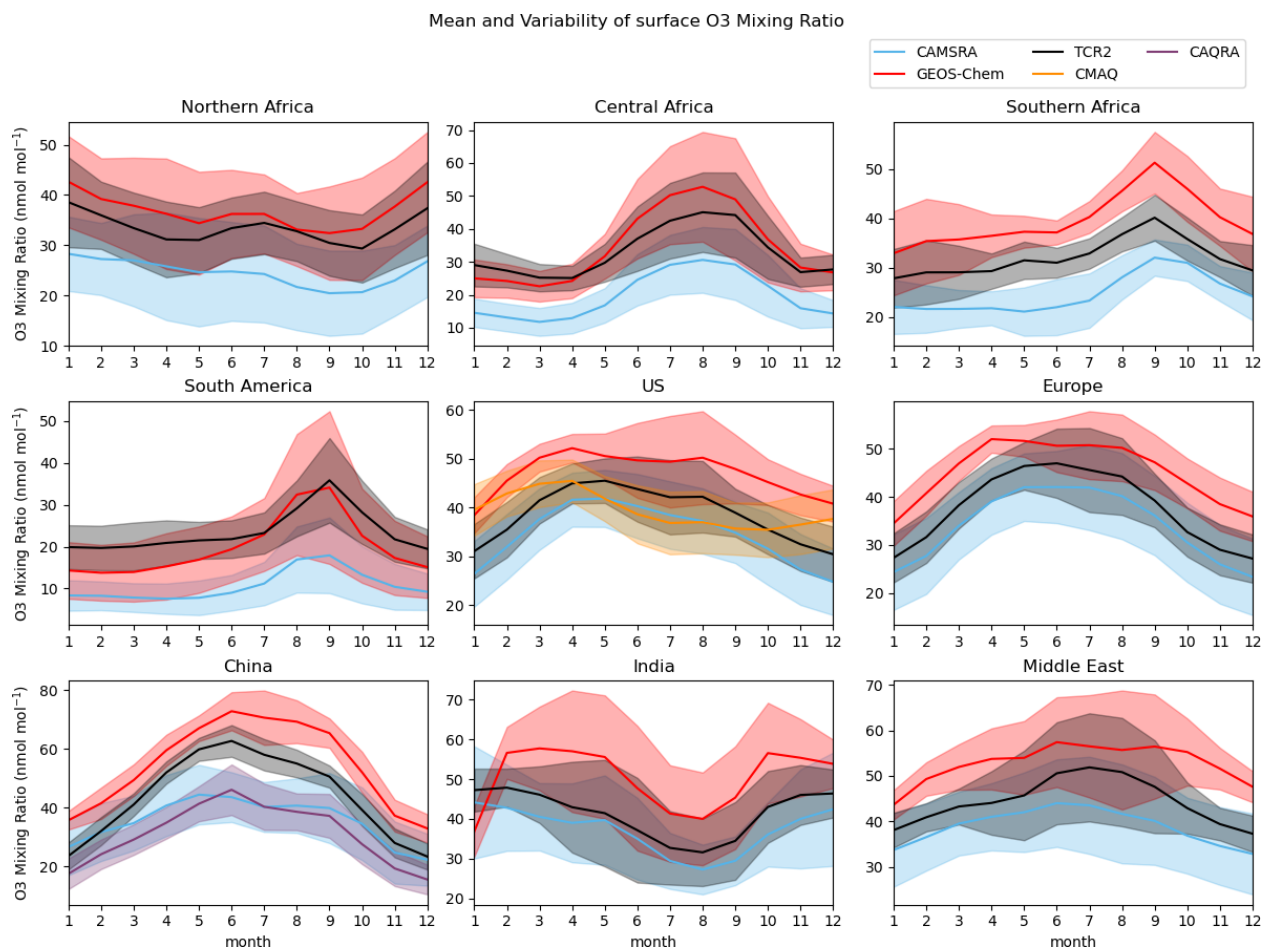 Mean and Variability of surface O3 Mixing Ratio
CAMSRA TCR2 CAQRA
GEOS-Chem CMAQ
Northern Africa Central Africa Southern Africa
O3 Mixing Ratio (nmol mol⁻¹)
50
40
30
20
10
70
60
50
40
30
20
10
50
40
30
20
1 2 3 4 5 6 7 8 9 10 11 12
1 2 3 4 5 6 7 8 9 10 11 12
1 2 3 4 5 6 7 8 9 10 11 12
South America US Europe
O3 Mixing Ratio (nmol mol⁻¹)
50
40
30
20
10
60
50
40
30
20
50
40
30
20
1 2 3 4 5 6 7 8 9 10 11 12
1 2 3 4 5 6 7 8 9 10 11 12
1 2 3 4 5 6 7 8 9 10 11 12
China India Middle East
O3 Mixing Ratio (nmol mol⁻¹)
80
60
40
20
70
60
50
40
30
20
70
60
50
40
30
1 2 3 4 5 6 7 8 9 10 11 12
1 2 3 4 5 6 7 8 9 10 11 12
1 2 3 4 5 6 7 8 9 10 11 12
month month month